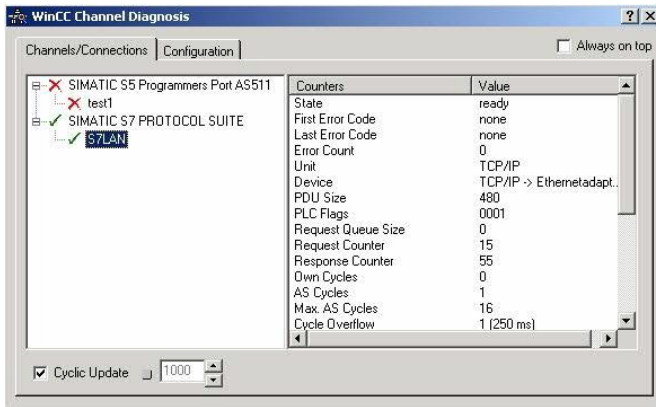 WinCC Channel Diagnosis
Channels/Connections Configuration Always on top
SIMATIC S5 Programmers Port AS511
test1
SIMATIC S7 PROTOCOL SUITE
S7LAN
Counters Value
State ready
First Error Code none
Last Error Code none
Error Count 0
Unit TCP/IP
Device TCP/IP -> Ethernetadapt..
PDU Size 480
PLC Flags 0001
Request Queue Size 0
Request Counter 15
Response Counter 55
Own Cycles 0
AS Cycles 1
Max. AS Cycles 16
Cycle Overflow 1 (250 ms)
Cyclic Update 1000